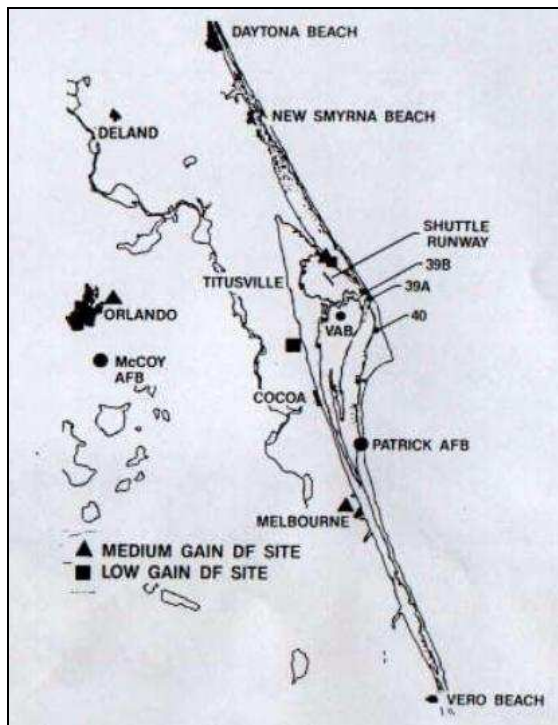 DAYTONA BEACH
NEW SMYRNA BEACH
DELAND
SHUTTLE
RUNWAY
39B
TITUSVILLE
39A
ORLANDO
40
VAB
McCOY
AFB
COCOA
PATRICK AFB
MELBOURNE
MEDIUM GAIN DF SITE
LOW GAIN DF SITE
VERO BEACH